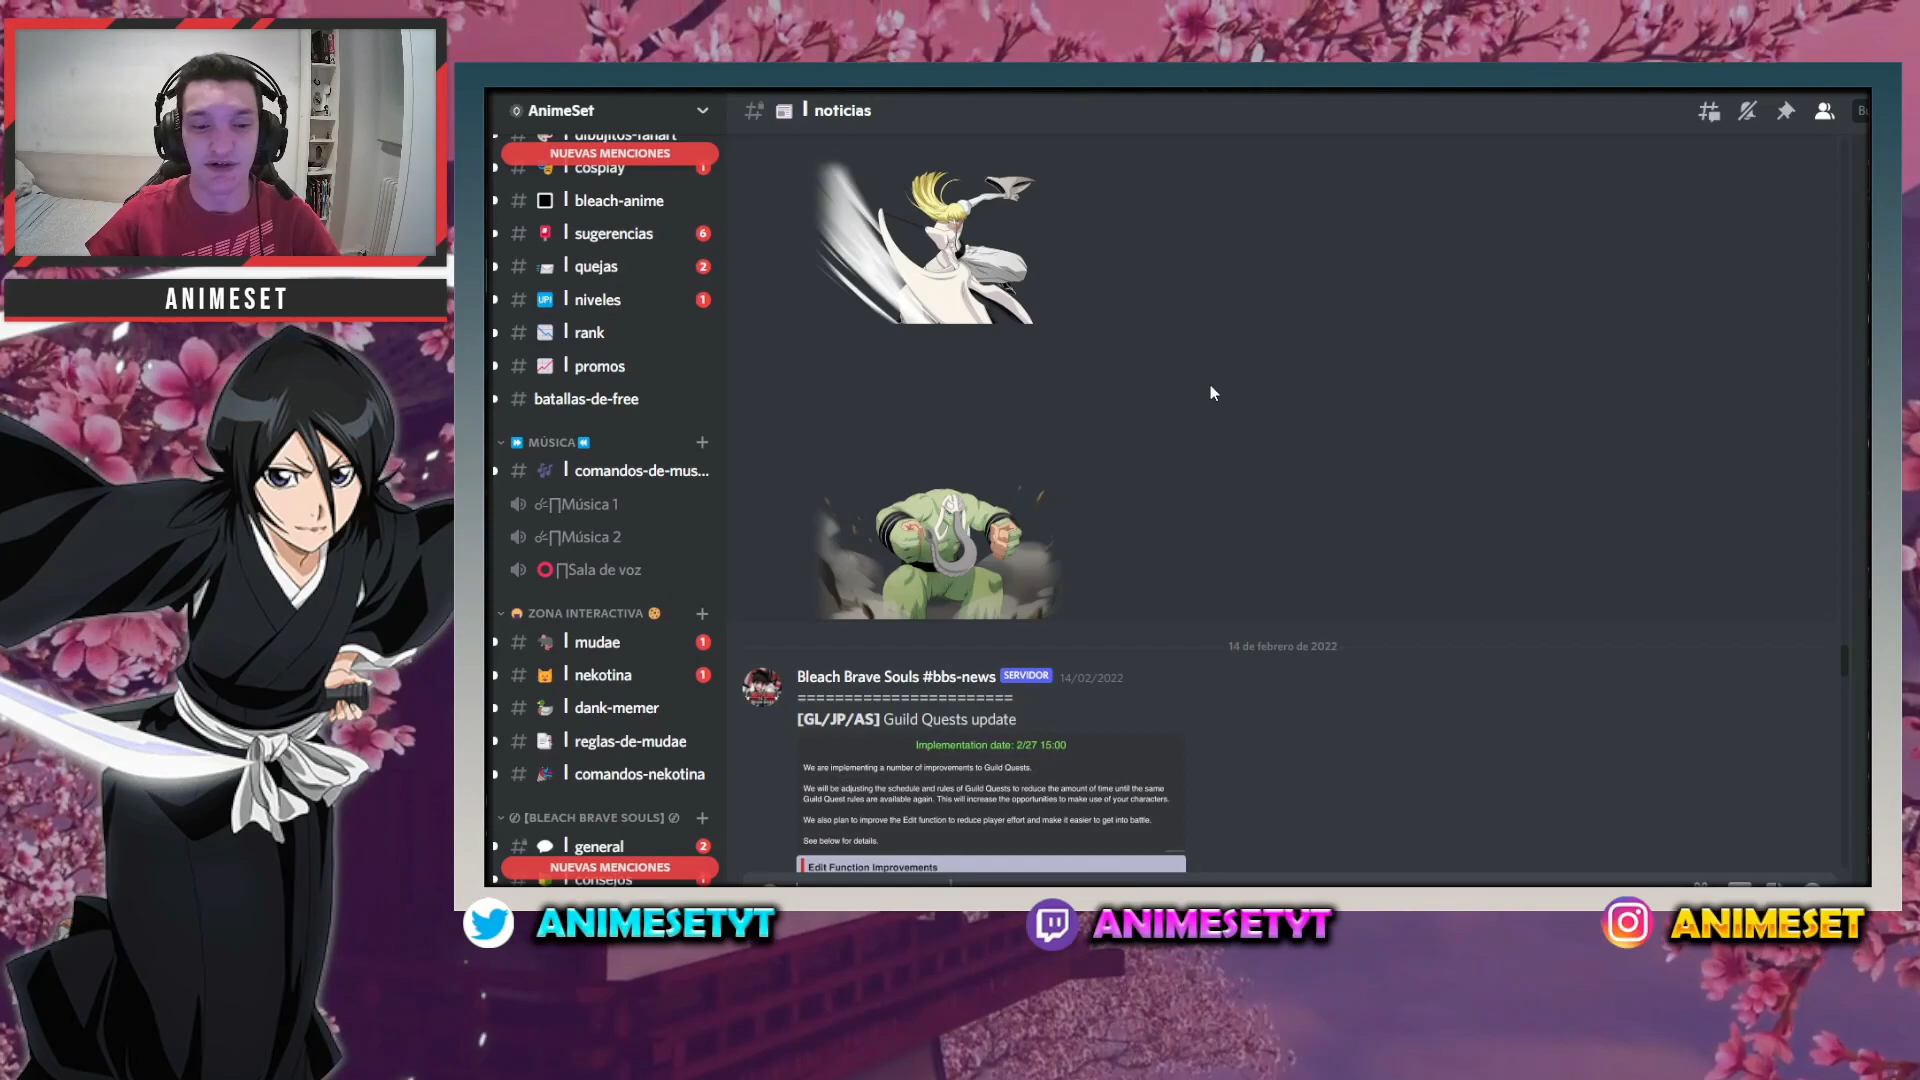 ANIMESET
AnimeSet
NUEVAS MENCIONES
cosplay 1
bleach-anime
sugerencias 6
quejas 2
UP! niveles 1
rank
promos
batallas-de-free
MÚSICA
comandos-de-mus...
Música 1
Música 2
Sala de voz
ZONA INTERACTIVA
mudae 1
nekotina 1
dank-memer
reglas-de-mudae
comandos-nekotina
[BLEACH BRAVE SOULS]
general 2
NUEVAS MENCIONES
noticias
14 de febrero de 2022
Bleach Brave Souls #bbs-news SERVIDOR 14/02/2022
=======================
[GL/JP/AS] Guild Quests update
Implementation date: 2/27 15:00
We are implementing a number of improvements to Guild Quests.
We will be adjusting the schedule and rules of Guild Quests to reduce the amount of time until the same
Guild Quest rules are available again. This will increase the opportunities to make use of your characters.
We also plan to improve the Edit function to reduce player effort and make it easier to get into battle.
See below for details.
Edit Function Improvements
ANIMESETYT
ANIMESETYT
ANIMESET